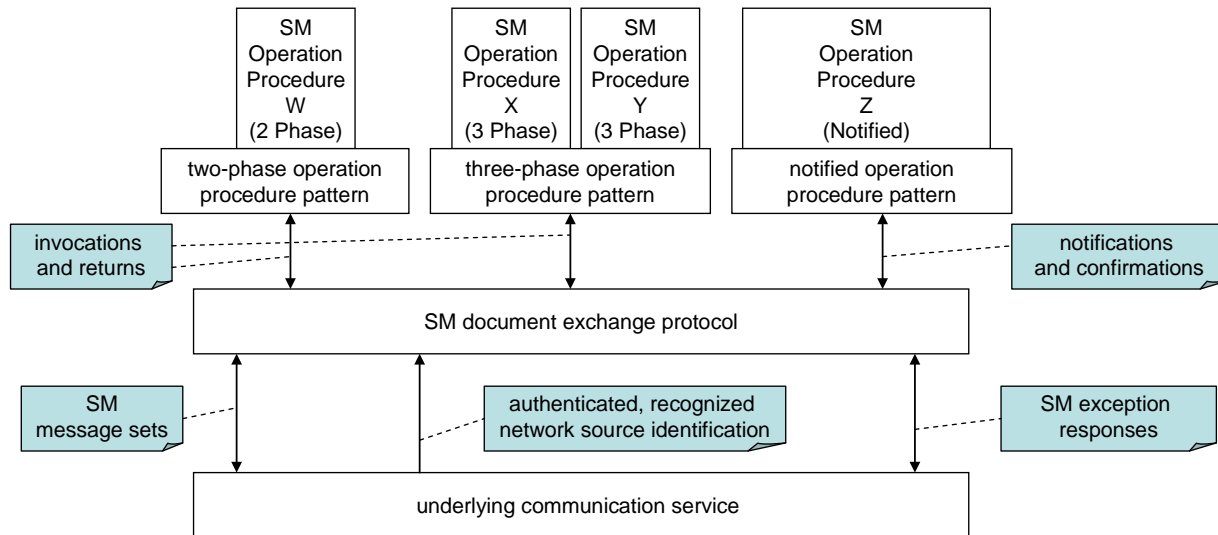 SM
Operation
Procedure
W
(2 Phase)
SM
Operation
Procedure
X
(3 Phase)
SM
Operation
Procedure
Y
(3 Phase)
SM
Operation
Procedure
Z
(Notified)
two-phase operation
procedure pattern
three-phase operation
procedure pattern
notified operation
procedure pattern
invocations
and returns
notifications
and confirmations
SM document exchange protocol
SM
message sets
authenticated, recognized
network source identification
SM exception
responses
underlying communication service